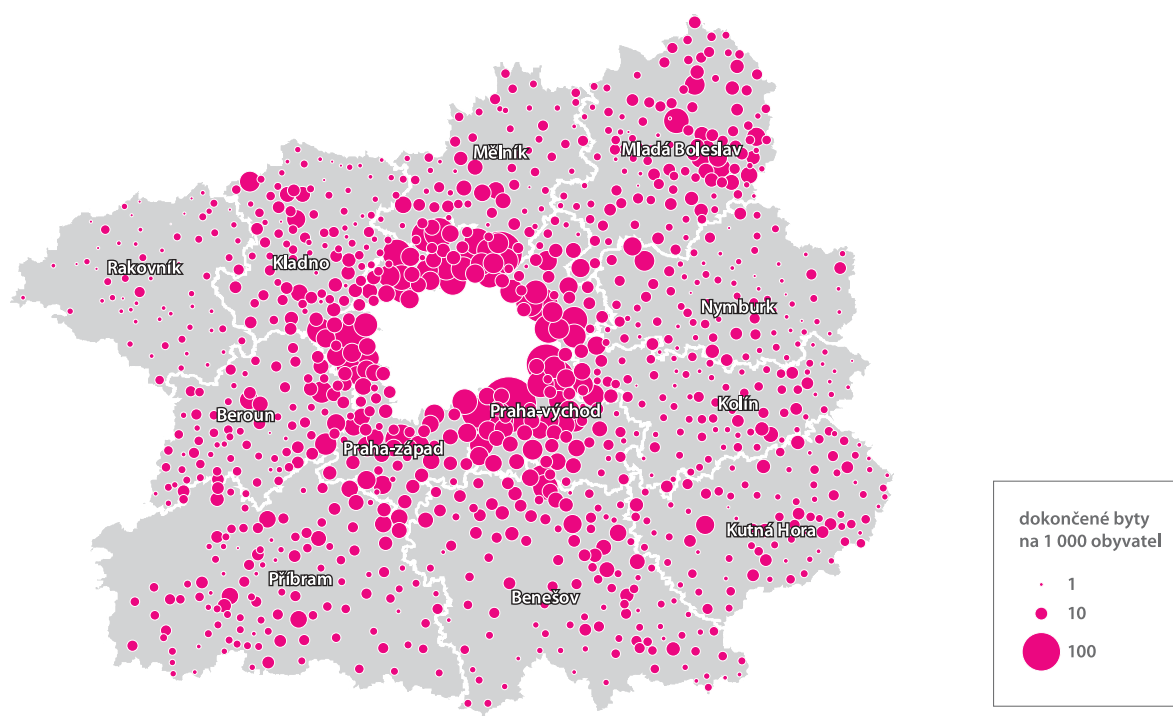 Mělník
Mladá Boleslav
Rakovník
Kladno
Nymburk
Kolín
Beroun
Praha-východ
Praha-západ
Kutná Hora
Příbram
Benešov
dokončené byty
na 1 000 obyvatel
1
10
100